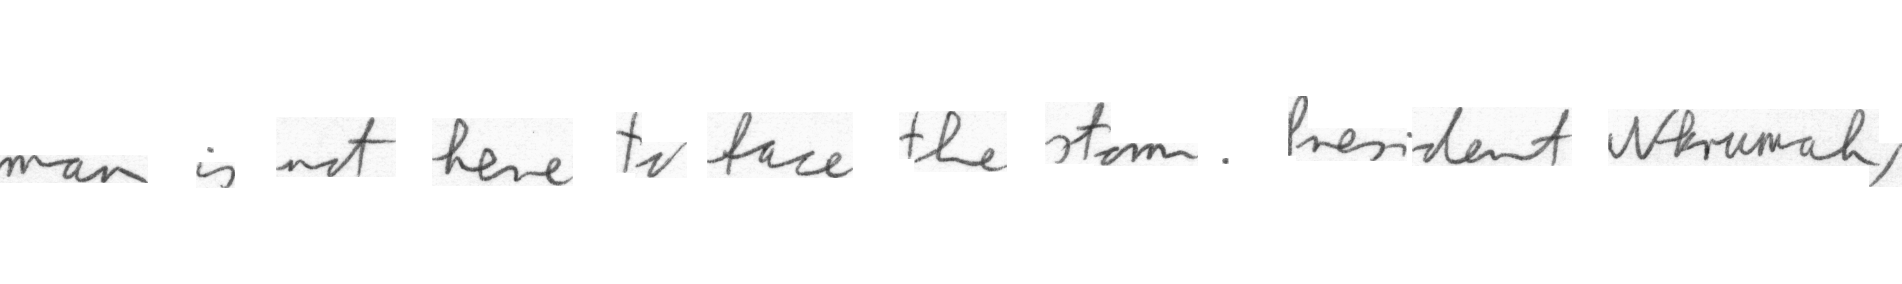 man is not here to face the storm. President Nkrumah,